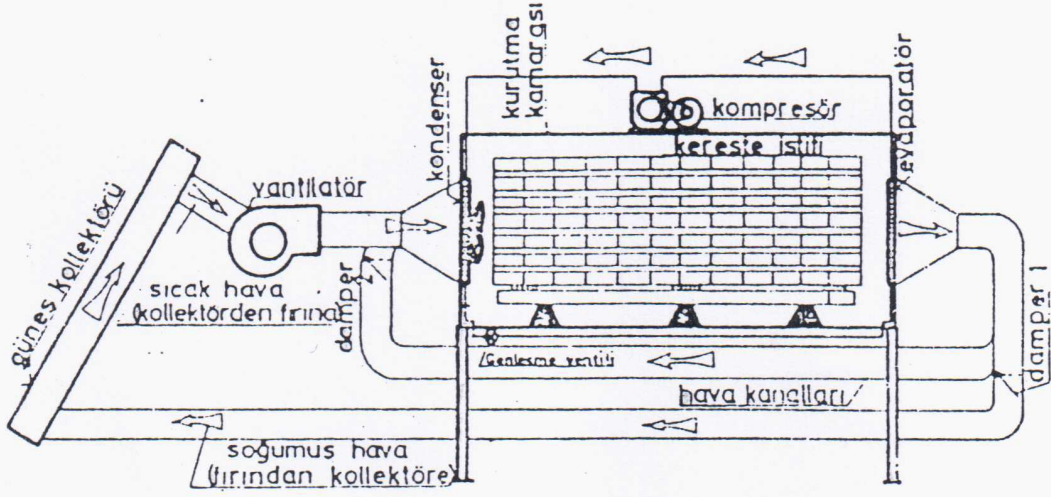 kondenser
kurutma
kamarası
kompresör
evaporatör
kereste istifi
güneş kollektörü
vantilatör
sıcak hava
(kollektörden fırına)
damper
Genleşme ventili
hava kanalları
damper 1
soğumus hava
(fırından kollektöre)